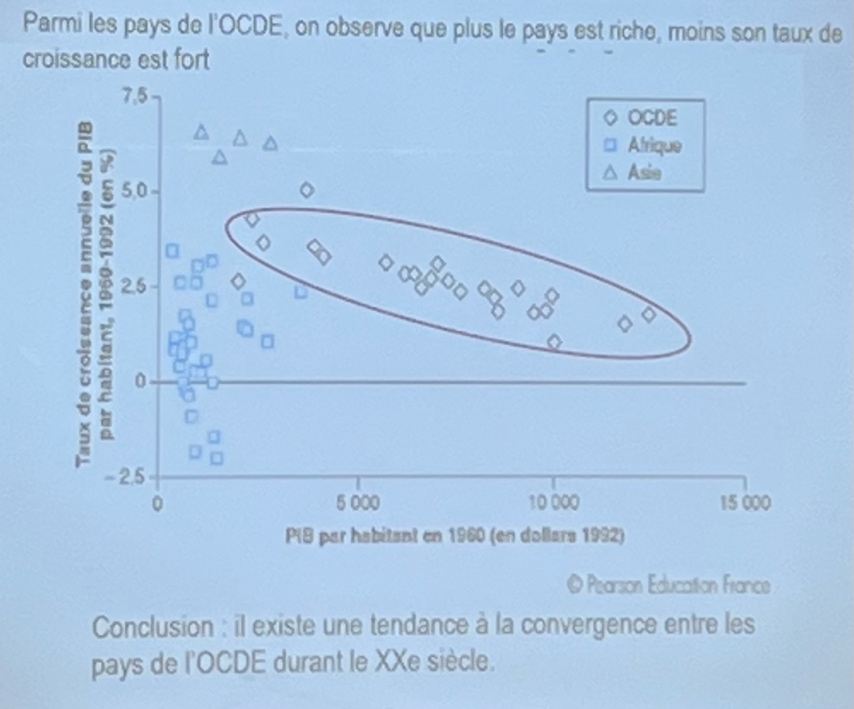 Parmi les pays de l'OCDE, on observe que plus le pays est riche, moins son taux de
croissance est fort
7,5
5,0
2,5
0
-2,5
Taux de croissance annuelle du PIB
par habitant, 1960-1992 (en %)
OCDE
Afrique
Asie
0
5 000
10 000
15 000
PIB par habitant en 1960 (en dollars 1992)
© Pearson Education France
Conclusion : il existe une tendance à la convergence entre les
pays de l'OCDE durant le XXe siècle.